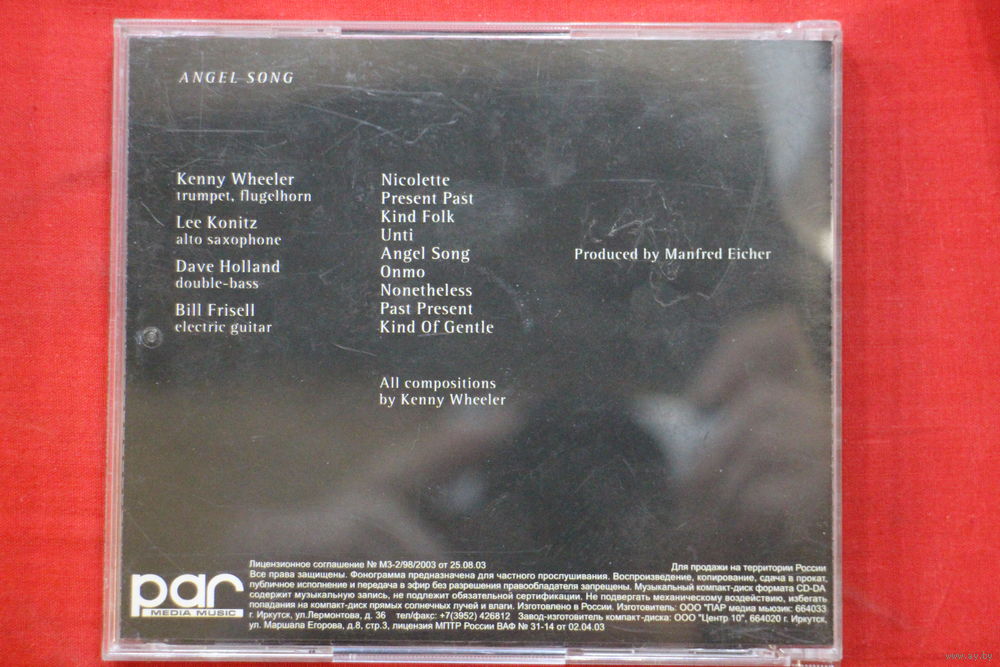 ANGEL SONG
Kenny Wheeler
trumpet, flugelhorn
Lee Konitz
alto saxophone
Dave Holland
double-bass
Bill Frisell
electric guitar
Nicolette
Present Past
Kind Folk
Unti
Angel Song
Onmo
Nonetheless
Past Present
Kind Of Gentle
All compositions
by Kenny Wheeler
Produced by Manfred Eicher
par
MEDIA MUSIC
Лицензионное соглашение № МЗ-2/98/2003 от 25.08.03 Для продажи на территории России
Все права защищены. Фонограмма предназначена для частного прослушивания. Воспроизведение, копирование, сдача в прокат,
публичное исполнение и передача в эфир без разрешения правообладателя запрещены. Музыкальный компакт-диск формата CD-DA
содержит музыкальную запись, не подлежит обязательной сертификации. Не подвергать механическому воздействию, избегать
попадания на компакт-диск прямых солнечных лучей и влаги. Изготовлено в России. Изготовитель: ООО "ПАР медиа мьюзик: 664033
г Иркутск, ул.Лермонтова, д. 36 тел/факс: +7(3952) 426812 Завод-изготовитель компакт-диска: ООО "Центр 10", 664020 г. Иркутск,
ул. Маршала Егорова, д.8, стр.3, лицензия МПТР России ВАФ № 31-14 от 02.04.03
www.ay.by